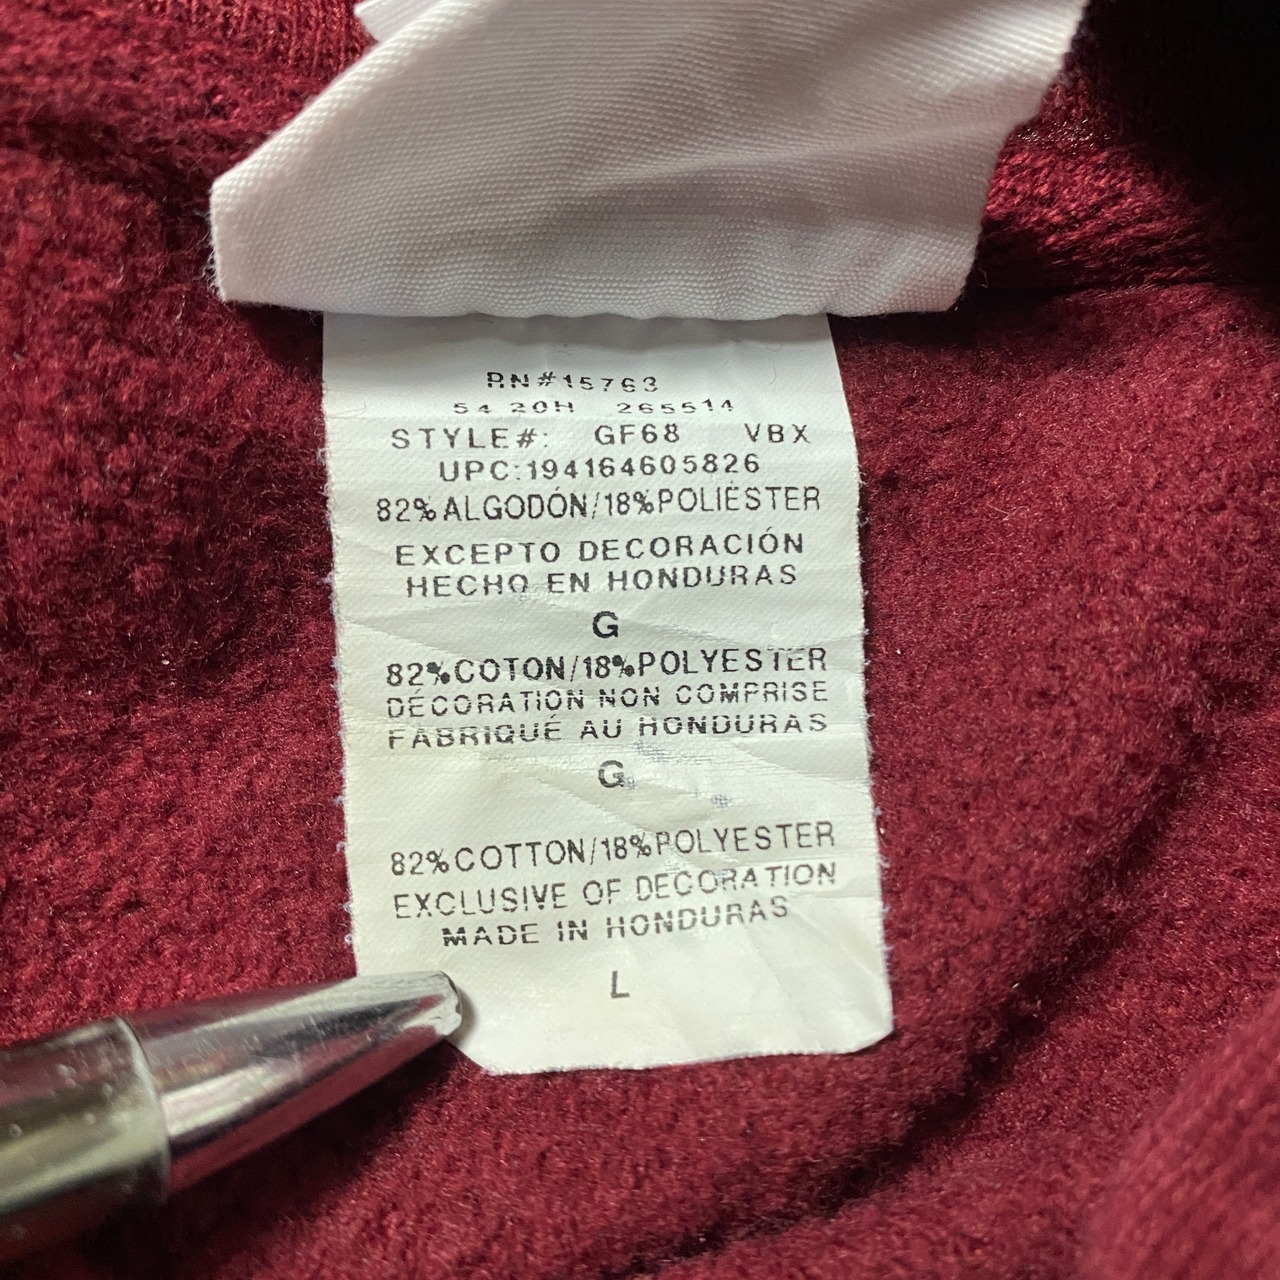 RN#15763
54 20H 265514
STYLE#: GF68 VBX
UPC:194164605826
82%ALGODÓN/18%POLIÉSTER
EXCEPTO DECORACIÓN
HECHO EN HONDURAS
G
82%COTON/18%POLYESTER
DÉCORATION NON COMPRISE
FABRIQUÉ AU HONDURAS
G
82%COTTON/18%POLYESTER
EXCLUSIVE OF DECORATION
MADE IN HONDURAS
L